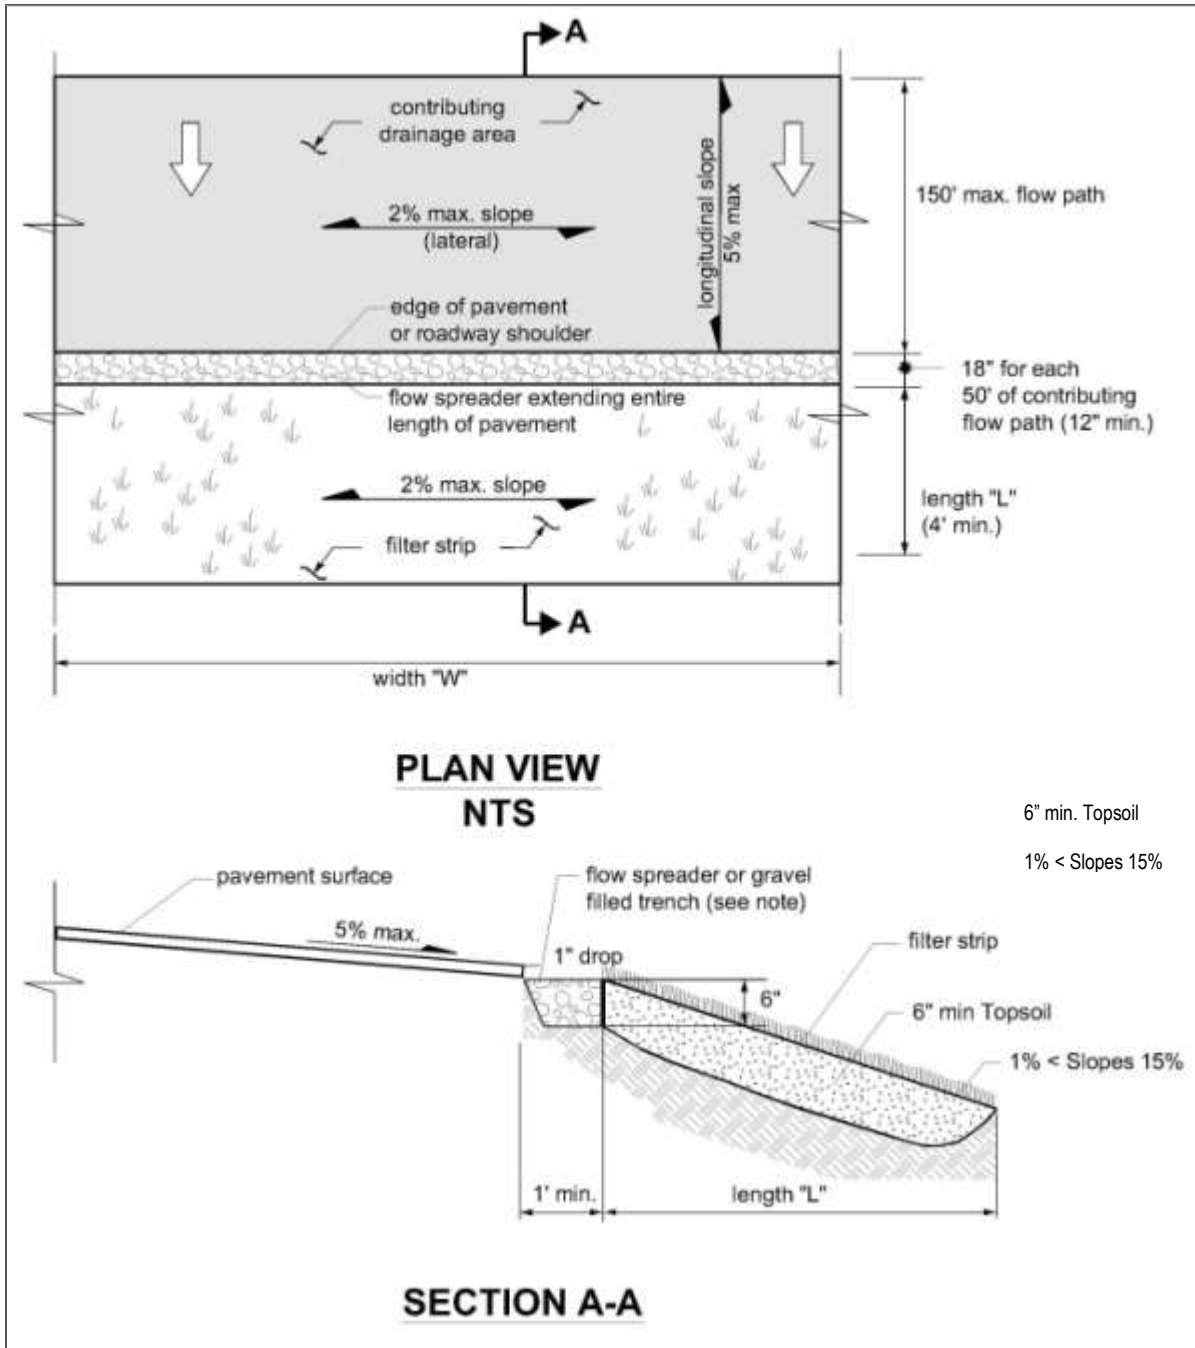 A
contributing
drainage area
longitudinal slope
5% max
150' max. flow path
2% max. slope
(lateral)
edge of pavement
or roadway shoulder
18" for each
50' of contributing
flow path (12" min.)
flow spreader extending entire
length of pavement
2% max. slope
length "L"
(4' min.)
filter strip
A
width "W"
PLAN VIEW
NTS
6” min. Topsoil
1% < Slopes 15%
pavement surface
flow spreader or gravel
filled trench (see note)
5% max.
1" drop
filter strip
6"
6" min Topsoil
1% < Slopes 15%
1' min.
length "L"
SECTION A-A